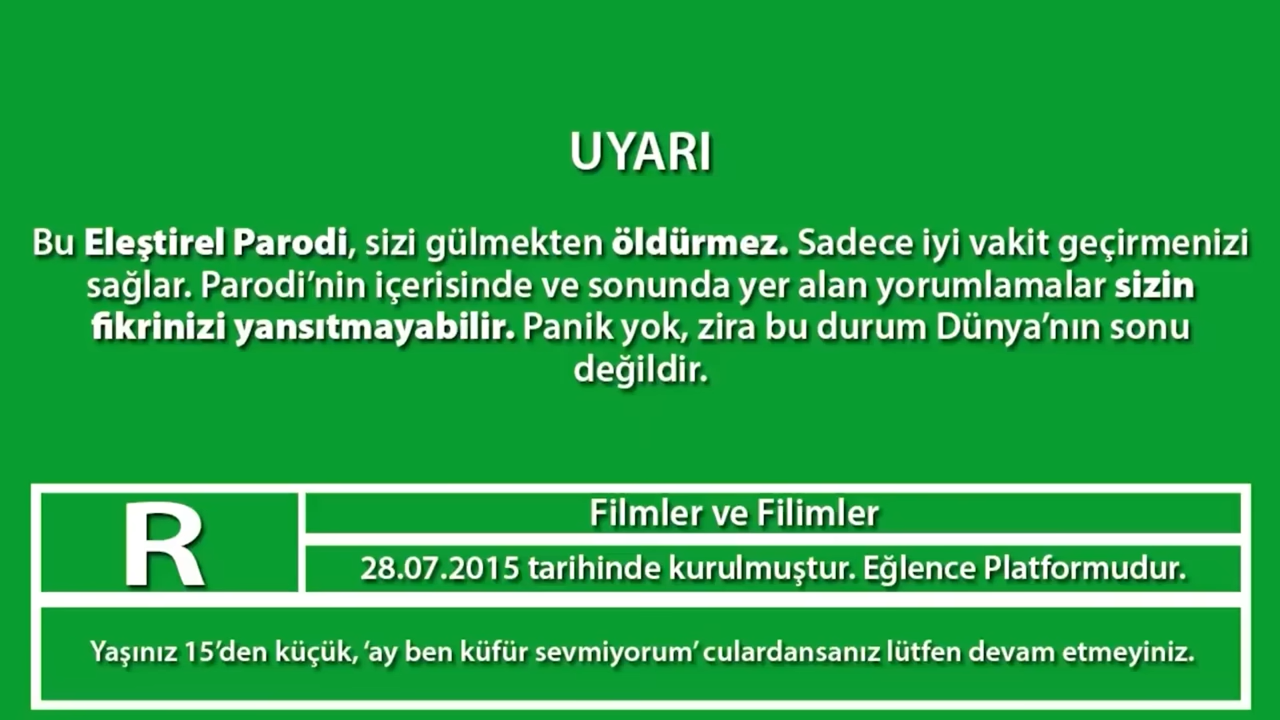 UYARI
Bu Eleştirel Parodi, sizi gülmekten öldürmez. Sadece iyi vakit geçirmenizi
sağlar. Parodi’nin içerisinde ve sonunda yer alan yorumlamalar sizin
fikrinizi yansıtmayabilir. Panik yok, zira bu durum Dünya’nın sonu
değildir.
R
Filmler ve Filimler
28.07.2015 tarihinde kurulmuştur. Eğlence Platformudur.
Yaşınız 15’den küçük, ‘ay ben küfür sevmiyorum’ culardansanız lütfen devam etmeyiniz.